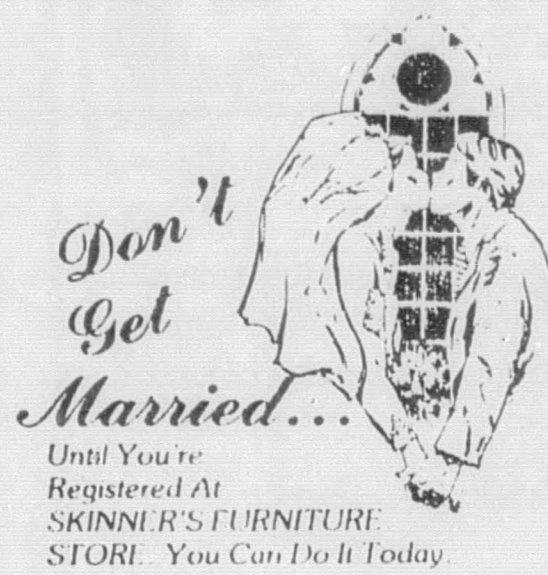 Don't
Get
Married...
Until You're
Registered At
SKINNER'S FURNITURE
STORE. You Can Do It Today.